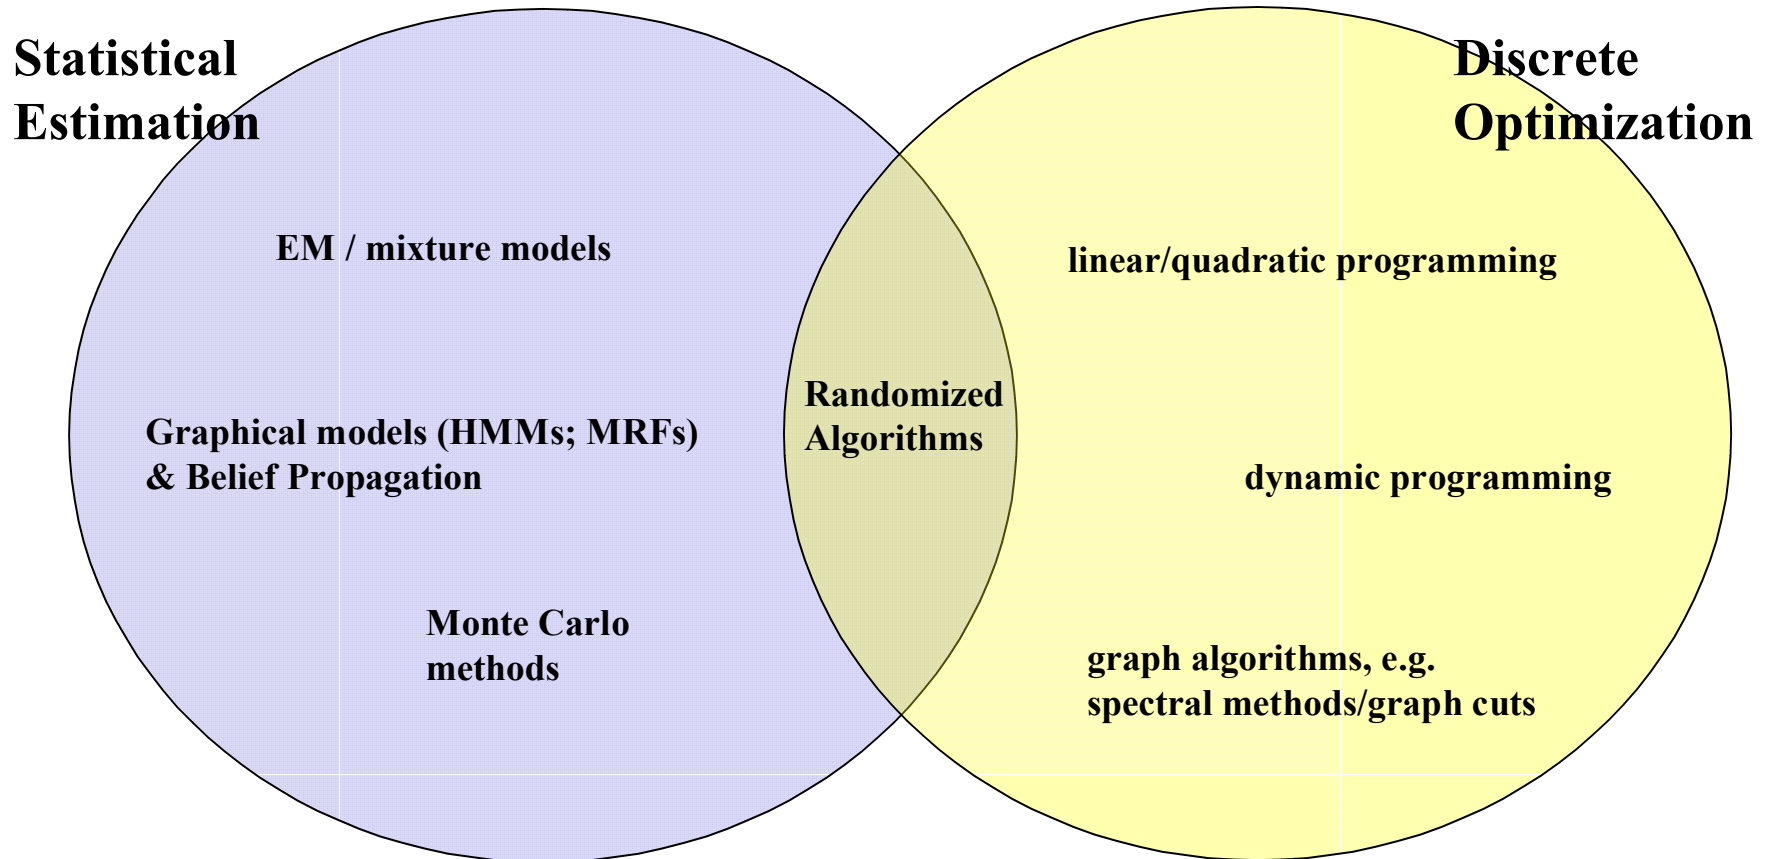 Statistical
Estimation
EM / mixture models
Graphical models (HMMs; MRFs)
& Belief Propagation
Monte Carlo
methods
Randomized
Algorithms
Discrete
Optimization
linear/quadratic programming
dynamic programming
graph algorithms, e.g.
spectral methods/graph cuts